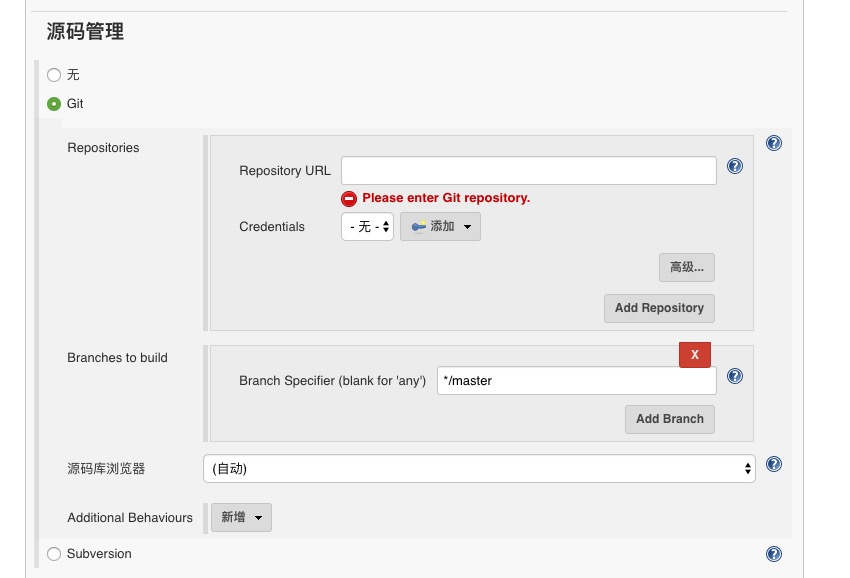 源码管理
无
Git
Repositories
Repository URL
Please enter Git repository.
Credentials - 无 - 添加
高级...
Add Repository
Branches to build
X
Branch Specifier (blank for 'any') */master
Add Branch
源码库浏览器 (自动)
Additional Behaviours 新增
Subversion